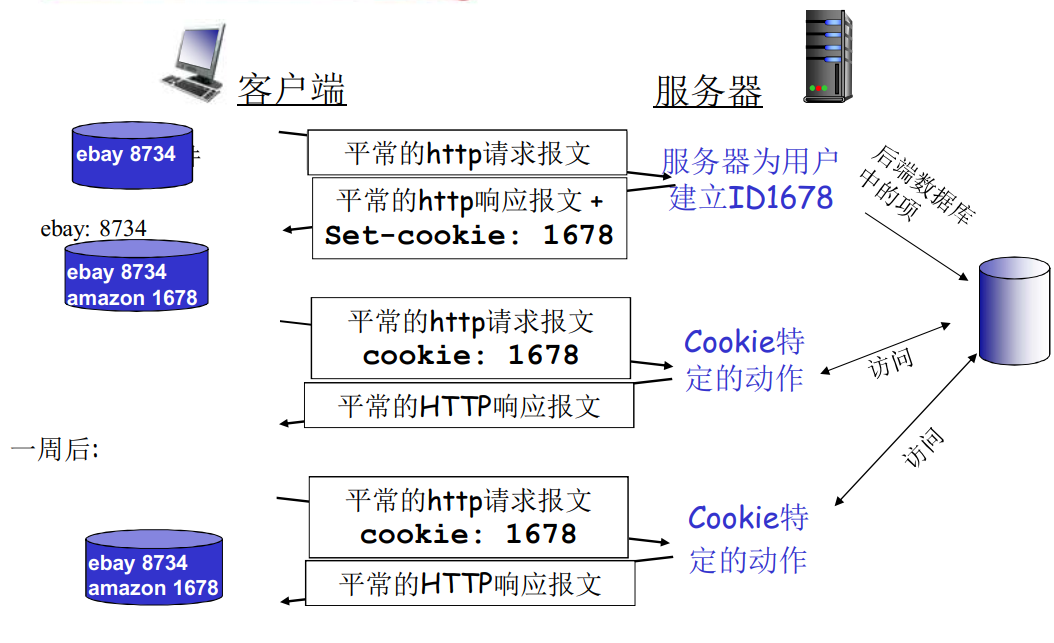 客户端
服务器
ebay 8734
平常的http请求报文
服务器为用户
建立ID1678
后端数据库
中的项
平常的http响应报文 +
Set-cookie: 1678
ebay: 8734
ebay 8734
amazon 1678
平常的http请求报文
cookie: 1678
Cookie特
定的动作
访问
平常的HTTP响应报文
一周后:
访问
平常的http请求报文
cookie: 1678
Cookie特
定的动作
ebay 8734
amazon 1678
平常的HTTP响应报文